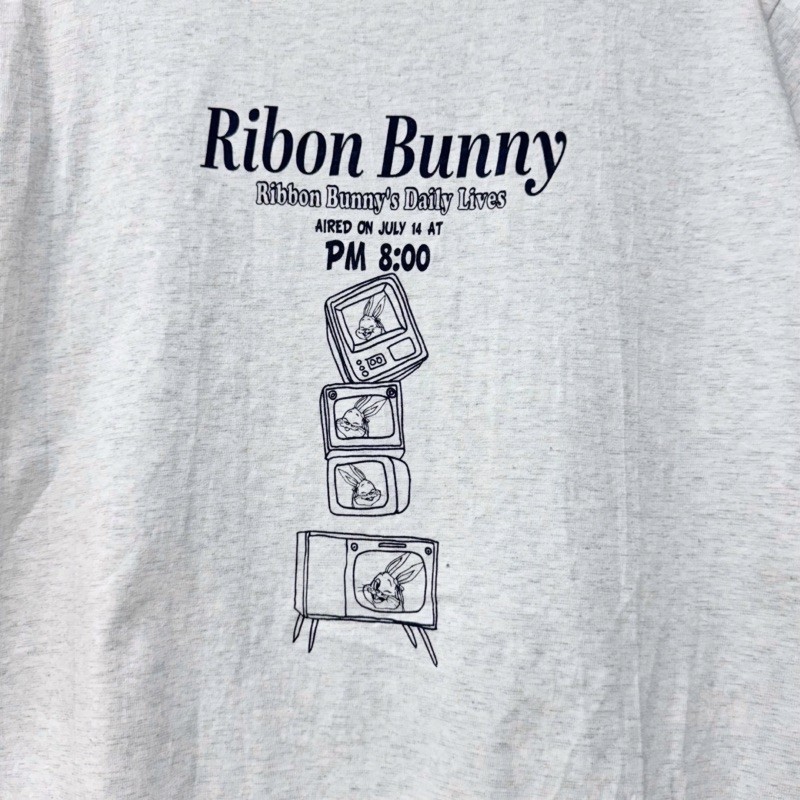 Ribon Bunny
Ribbon Bunny's Daily Lives
AIRED ON JULY 14 AT
PM 8:00